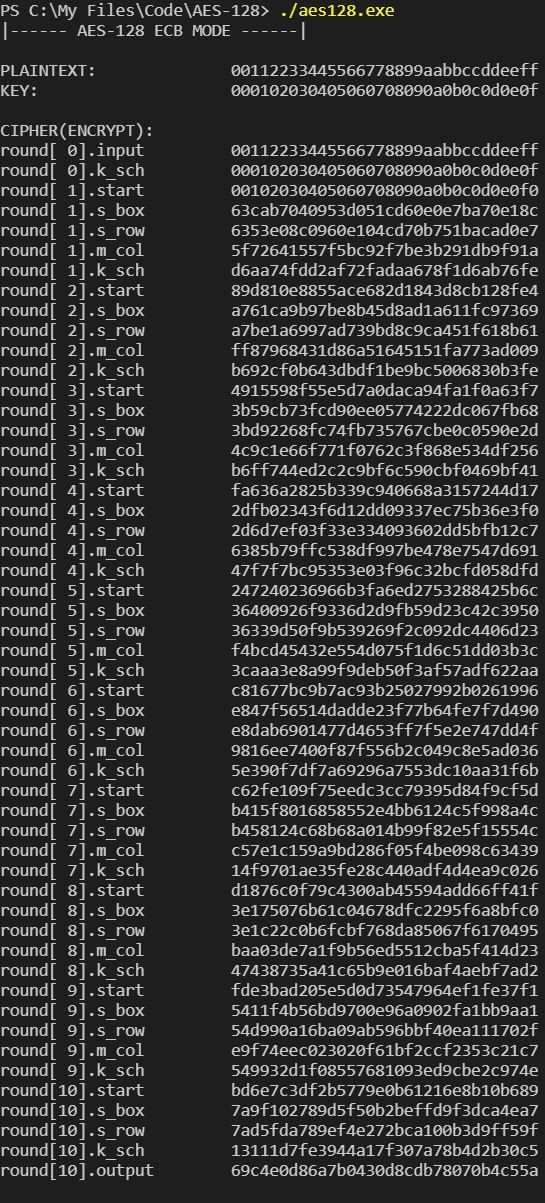 PS C:\My Files\Code\AES-128> ./aes128.exe
|------ AES-128 ECB MODE ------|
PLAINTEXT: 00112233445566778899aabbccddeeff
KEY: 000102030405060708090a0b0c0d0e0f
CIPHER(ENCRYPT):
round[ 0].input 00112233445566778899aabbccddeeff
round[ 0].k_sch 000102030405060708090a0b0c0d0e0f
round[ 1].start 00102030405060708090a0b0c0d0e0f0
round[ 1].s_box 63cab7040953d051cd60e0e7ba70e18c
round[ 1].s_row 6353e08c0960e104cd70b751bacad0e7
round[ 1].m_col 5f72641557f5bc92f7be3b291db9f91a
round[ 1].k_sch d6aa74fdd2af72fadaa678f1d6ab76fe
round[ 2].start 89d810e8855ace682d1843d8cb128fe4
round[ 2].s_box a761ca9b97be8b45d8ad1a611fc97369
round[ 2].s_row a7be1a6997ad739bd8c9ca451f618b61
round[ 2].m_col ff87968431d86a51645151fa773ad009
round[ 2].k_sch b692cf0b643dbdf1be9bc5006830b3fe
round[ 3].start 4915598f55e5d7a0daca94fa1f0a63f7
round[ 3].s_box 3b59cb73fcd90ee05774222dc067fb68
round[ 3].s_row 3bd92268fc74fb735767cbe0c0590e2d
round[ 3].m_col 4c9c1e66f771f0762c3f868e534df256
round[ 3].k_sch b6ff744ed2c2c9bf6c590cbf0469bf41
round[ 4].start fa636a2825b339c940668a3157244d17
round[ 4].s_box 2dfb02343f6d12dd09337ec75b36e3f0
round[ 4].s_row 2d6d7ef03f33e334093602dd5bfb12c7
round[ 4].m_col 6385b79ffc538df997be478e7547d691
round[ 4].k_sch 47f7f7bc95353e03f96c32bcfd058dfd
round[ 5].start 247240236966b3fa6ed2753288425b6c
round[ 5].s_box 36400926f9336d2d9fb59d23c42c3950
round[ 5].s_row 36339d50f9b539269f2c092dc4406d23
round[ 5].m_col f4bcd45432e554d075f1d6c51dd03b3c
round[ 5].k_sch 3caaa3e8a99f9deb50f3af57adf622aa
round[ 6].start c81677bc9b7ac93b25027992b0261996
round[ 6].s_box e847f56514dadde23f77b64fe7f7d490
round[ 6].s_row e8dab6901477d4653ff7f5e2e747dd4f
round[ 6].m_col 9816ee7400f87f556b2c049c8e5ad036
round[ 6].k_sch 5e390f7df7a69296a7553dc10aa31f6b
round[ 7].start c62fe109f75eedc3cc79395d84f9cf5d
round[ 7].s_box b415f8016858552e4bb6124c5f998a4c
round[ 7].s_row b458124c68b68a014b99f82e5f15554c
round[ 7].m_col c57e1c159a9bd286f05f4be098c63439
round[ 7].k_sch 14f9701ae35fe28c440adf4d4ea9c026
round[ 8].start d1876c0f79c4300ab45594add66ff41f
round[ 8].s_box 3e175076b61c04678dfc2295f6a8bfc0
round[ 8].s_row 3e1c22c0b6fcbf768da85067f6170495
round[ 8].m_col baa03de7a1f9b56ed5512cba5f414d23
round[ 8].k_sch 47438735a41c65b9e016baf4aebf7ad2
round[ 9].start fde3bad205e5d0d73547964ef1fe37f1
round[ 9].s_box 5411f4b56bd9700e96a0902fa1bb9aa1
round[ 9].s_row 54d990a16ba09ab596bbf40ea111702f
round[ 9].m_col e9f74eec023020f61bf2ccf2353c21c7
round[ 9].k_sch 549932d1f08557681093ed9cbe2c974e
round[10].start bd6e7c3df2b5779e0b61216e8b10b689
round[10].s_box 7a9f102789d5f50b2beffd9f3dca4ea7
round[10].s_row 7ad5fda789ef4e272bca100b3d9ff59f
round[10].k_sch 13111d7fe3944a17f307a78b4d2b30c5
round[10].output 69c4e0d86a7b0430d8cdb78070b4c55a